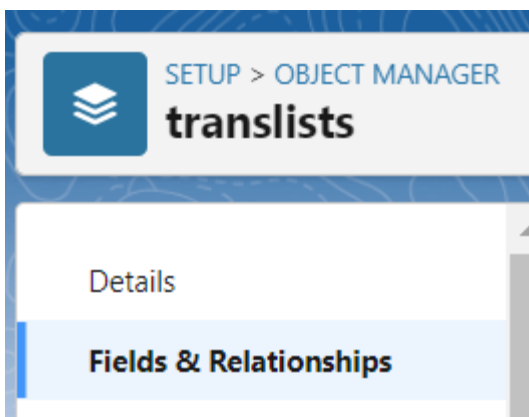 SETUP > OBJECT MANAGER
translists
Details
Fields & Relationships